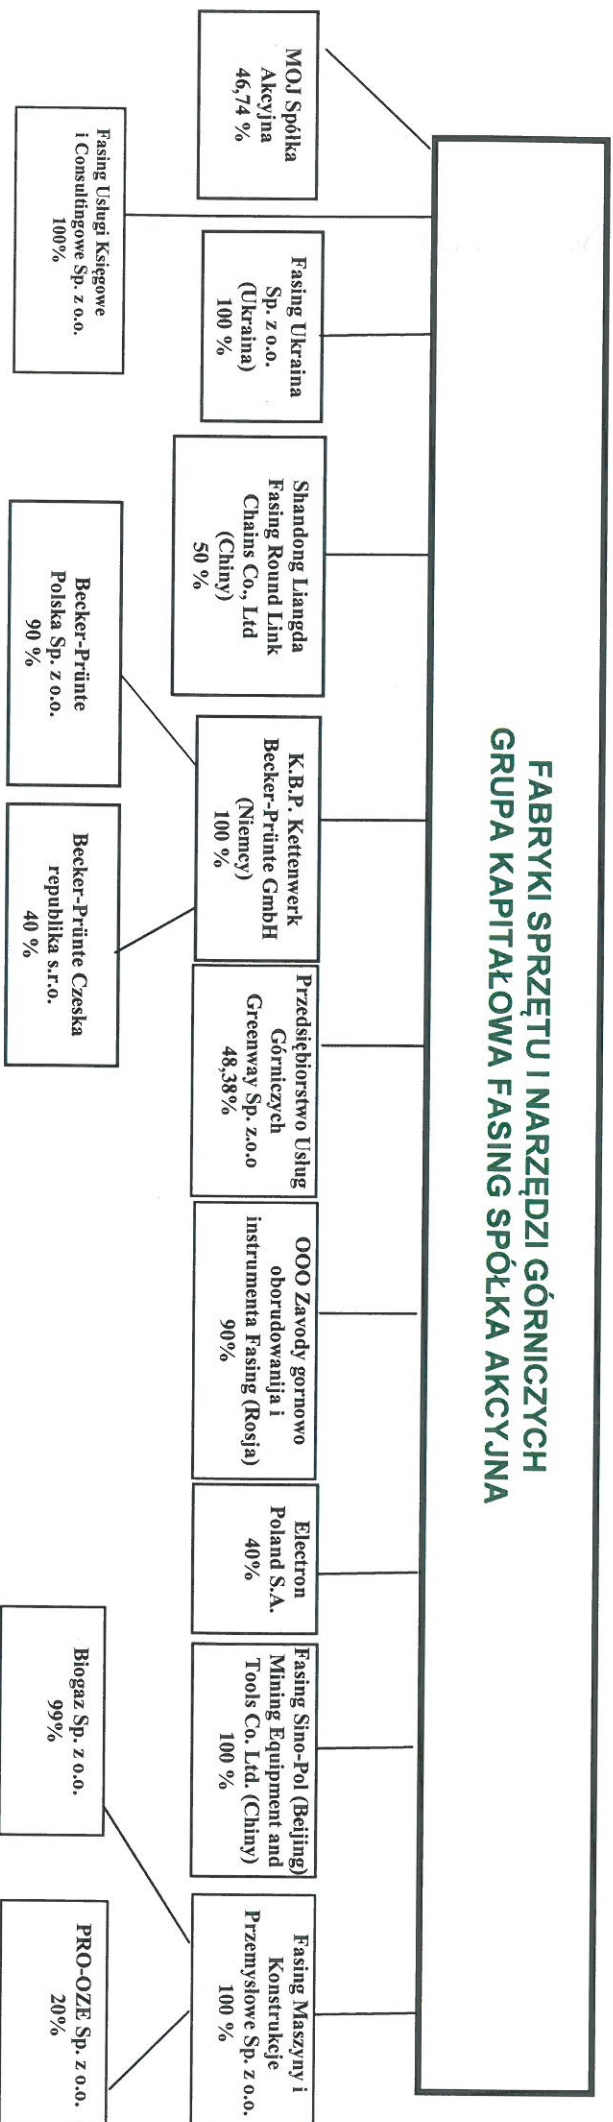 FABRYKI SPRZĘTU I NARZĘDZI GÓRNICZYCH
GRUPA KAPITAŁOWA FASING SPÓŁKA AKCYJNA
MOJ Spółka
Akcyjna
46,74 %
Fasing Ukraina
Sp. z o.o.
(Ukraina)
100 %
Shandong Liangda
Fasing Round Link
Chains Co., Ltd
(Chiny)
50 %
K.B.P. Kettenwerk
Becker-Prünte GmbH
(Niemcy)
100 %
Przedsiębiorstwo Usług
Górniczych
Greenway Sp. z.o.o
48,38%
OOO Zavody gornowo
oborudowanija i
instrumenta Fasing (Rosja)
90%
Electron
Poland S.A.
40%
Fasing Sino-Pol (Beijing)
Mining Equipment and
Tools Co. Ltd. (Chiny)
100 %
Fasing Maszyny i
Konstrukcje
Przemysłowe Sp. z o.o.
100 %
Fasing Usługi Księgowe
i Consultingowe Sp. z o.o.
100%
Becker-Prünte
Polska Sp. z o.o.
90 %
Becker-Prünte Czeska
republika s.r.o.
40 %
Biogaz Sp. z o.o.
99%
PRO-OZE Sp. z o.o.
20%